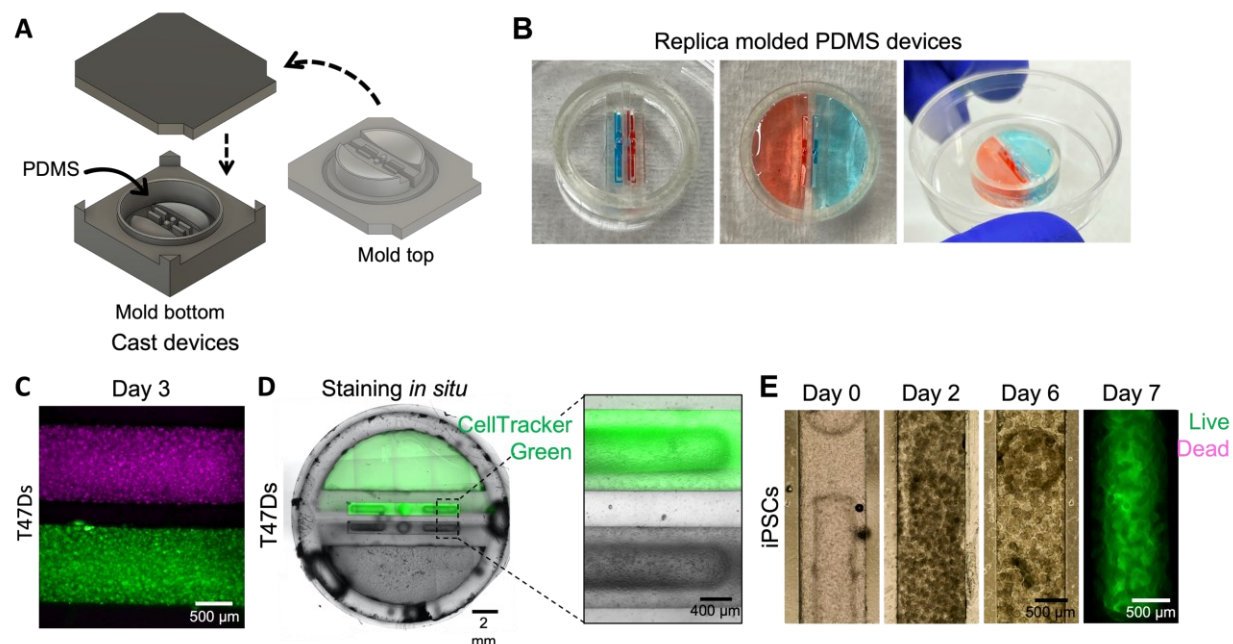 A
PDMS
Mold top
Mold bottom
Cast devices
B
Replica molded PDMS devices
C
Day 3
T47Ds
500 µm
D
Staining in situ
CellTracker
Green
T47Ds
2
mm
400 µm
E
Day 0
Day 2
Day 6
Day 7
iPSCs
Live
Dead
500 µm
500 µm